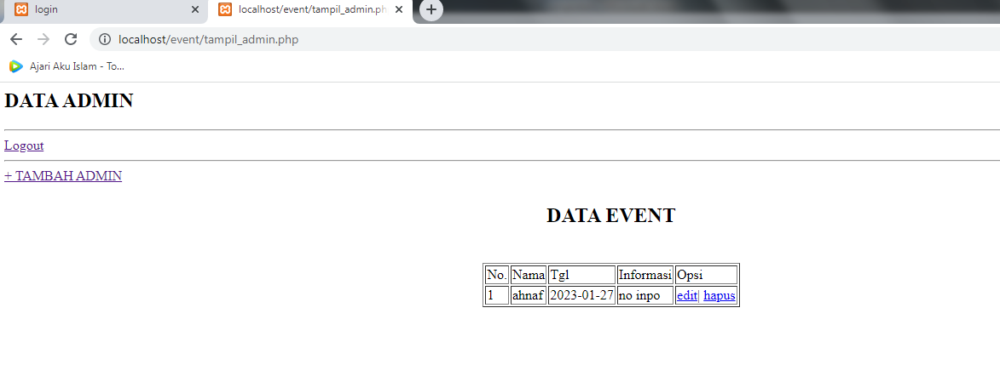 login
localhost/event/tampil_admin.ph
localhost/event/tampil_admin.php
Ajari Aku Islam - To...
DATA ADMIN
Logout
+ TAMBAH ADMIN
DATA EVENT
No. Nama Tgl Informasi Opsi
1 ahnaf 2023-01-27 no inpo edit| hapus